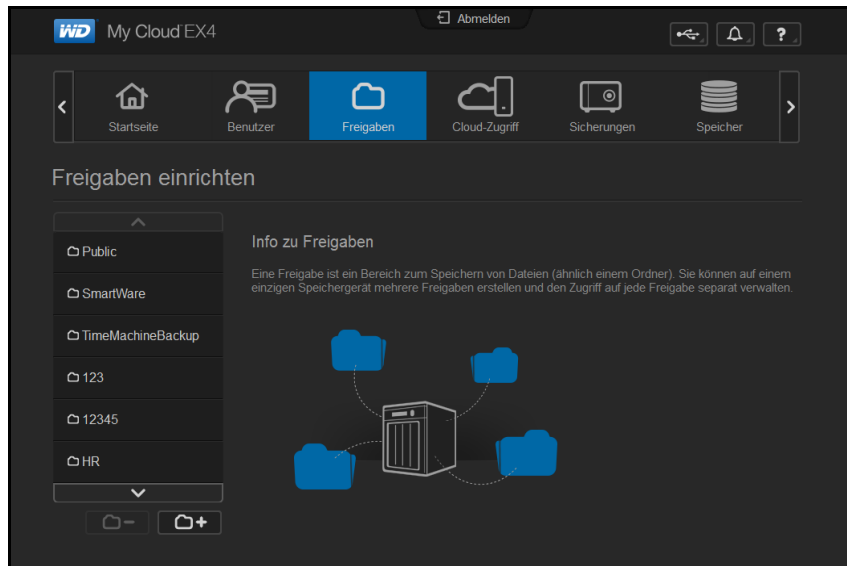 Abmelden
WD My Cloud EX4
?
Startseite
Benutzer
Freigaben
Cloud-Zugriff
Sicherungen
Speicher
Freigaben einrichten
Public
SmartWare
TimeMachineBackup
123
12345
HR
Info zu Freigaben
Eine Freigabe ist ein Bereich zum Speichern von Dateien (ähnlich einem Ordner). Sie können auf einem
einzigen Speichergerät mehrere Freigaben erstellen und den Zugriff auf jede Freigabe separat verwalten.